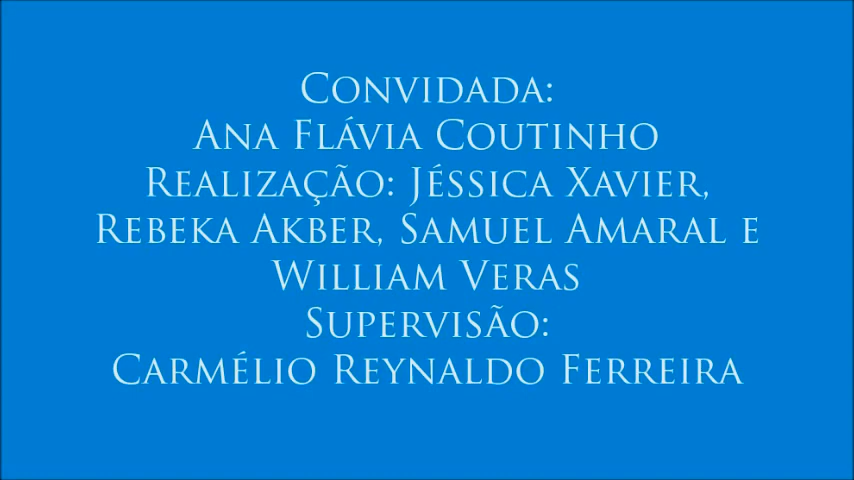 Convidada:
Ana Flávia Coutinho
Realização: Jéssica Xavier,
Rebeka Akber, Samuel Amaral e
William Veras
Supervisão:
Carmélio Reynaldo Ferreira